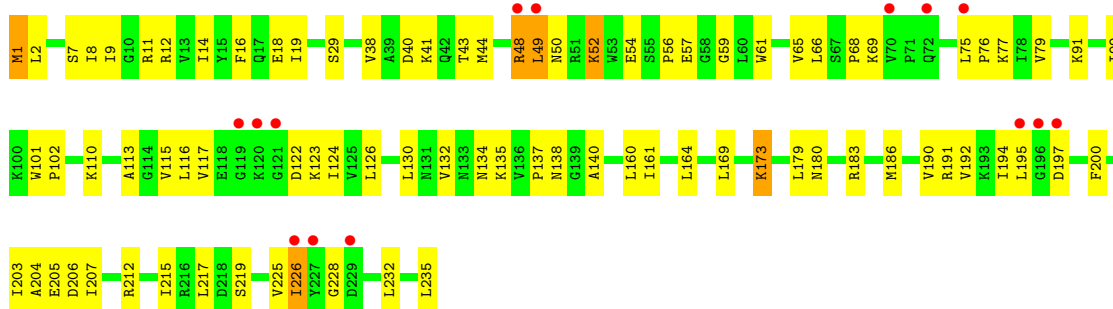 M1 L2 S7 I8 I9 G10 R11 R12 V13 I14 Y15 F16 Q17 E18 I19 S29 V38 A39 D40 K41 Q42 T43 M44 R48 L49 N50 R51 K52 W53 E54 S55 P56 E57 G58 G59 L60 W61 V65 L66 S67 P68 K69 V70 P71 Q72 L75 P76 K77 I78 V79 K91
K100 W101 P102 K110 A113 G114 V115 L116 V117 E118 G119 K120 G121 D122 K123 I124 V125 L126 L130 N131 V132 N133 N134 K135 V136 P137 N138 G139 A140 L160 I161 L164 L169 K173 L179 N180 R183 M186 V190 R191 V192 K193 I194 L195 G196 D197 F200
I203 A204 E205 D206 I207 R212 I215 R216 L217 D218 S219 V225 I226 Y227 G228 D229 L232 L235